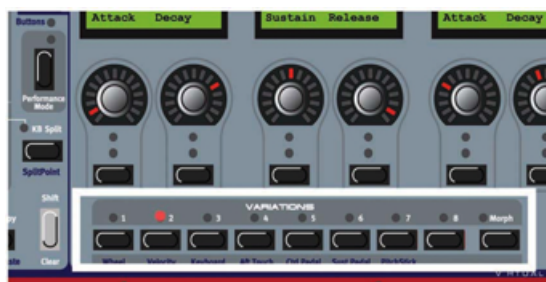 Attack Decay
Sustain Release
Attack Decay
Buttons
Performance
Mode
KB Split
SplitPoint
Shift
Clear
VARIATIONS
1 2 3 4 5 6 7 8 Morph
Wheel Velocity Keyboard Aft Touch Ctrl Pedal Sust Pedal PitchStick